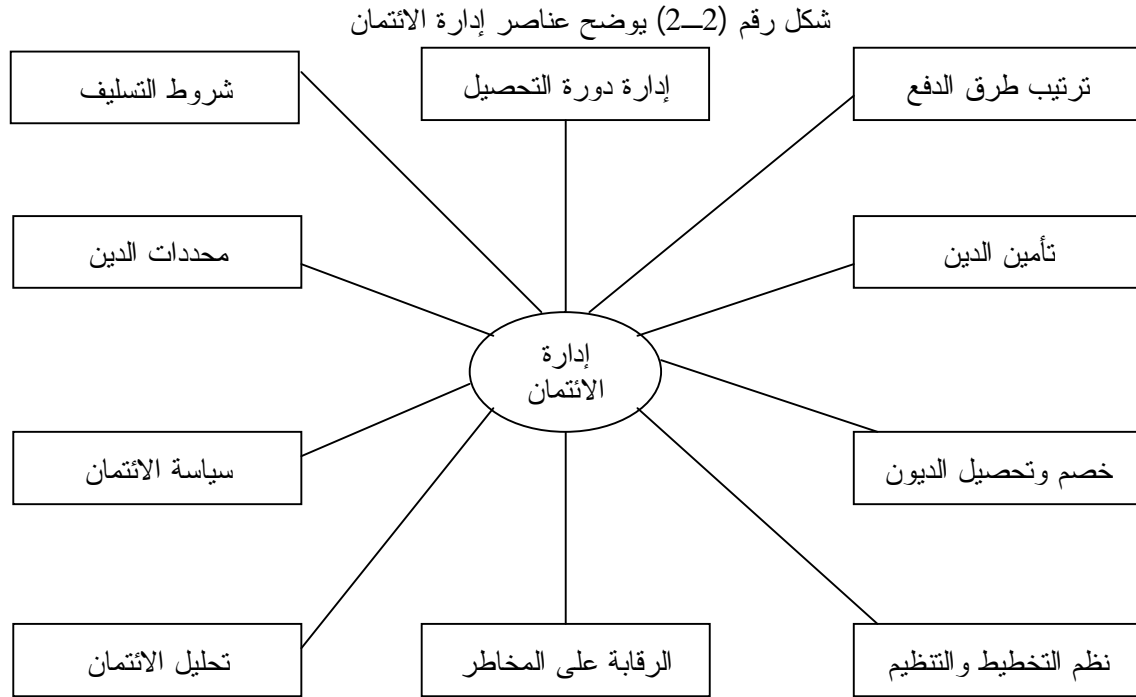 شكل رقم (2ــ2) يوضح عناصر إدارة الائتمان
ترتيب طرق الدفع
إدارة دورة التحصيل
شروط التسليف
تأمين الدين
محددات الدين
إدارة
الائتمان
خصم وتحصيل الديون
سياسة الائتمان
نظم التخطيط والتنظيم
الرقابة على المخاطر
تحليل الائتمان